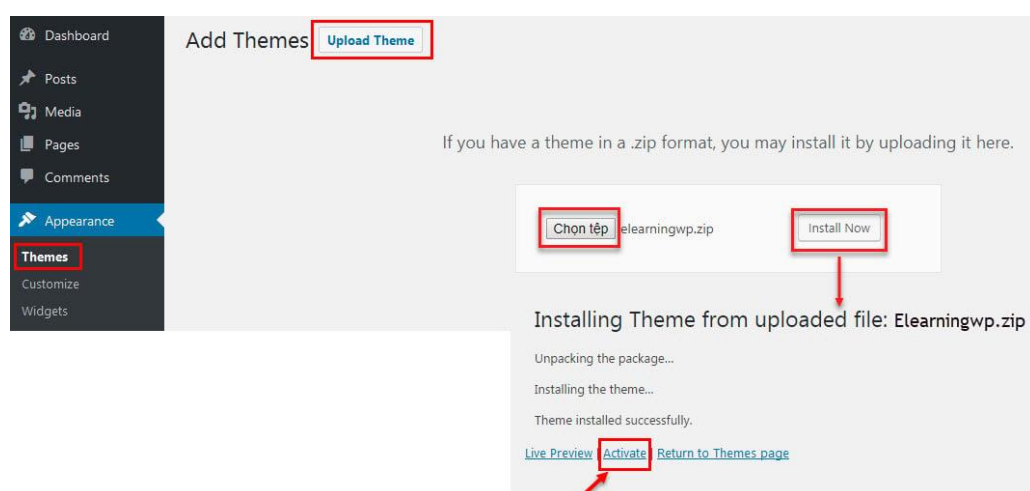 Dashboard
Posts
Media
Pages
Comments
Appearance
Themes
Customize
Widgets
Add Themes Upload Theme
If you have a theme in a .zip format, you may install it by uploading it here.
Chọn tệp elearningwp.zip Install Now
Installing Theme from uploaded file: Elearningwp.zip
Unpacking the package...
Installing the theme...
Theme installed successfully.
Live Preview | Activate | Return to Themes page